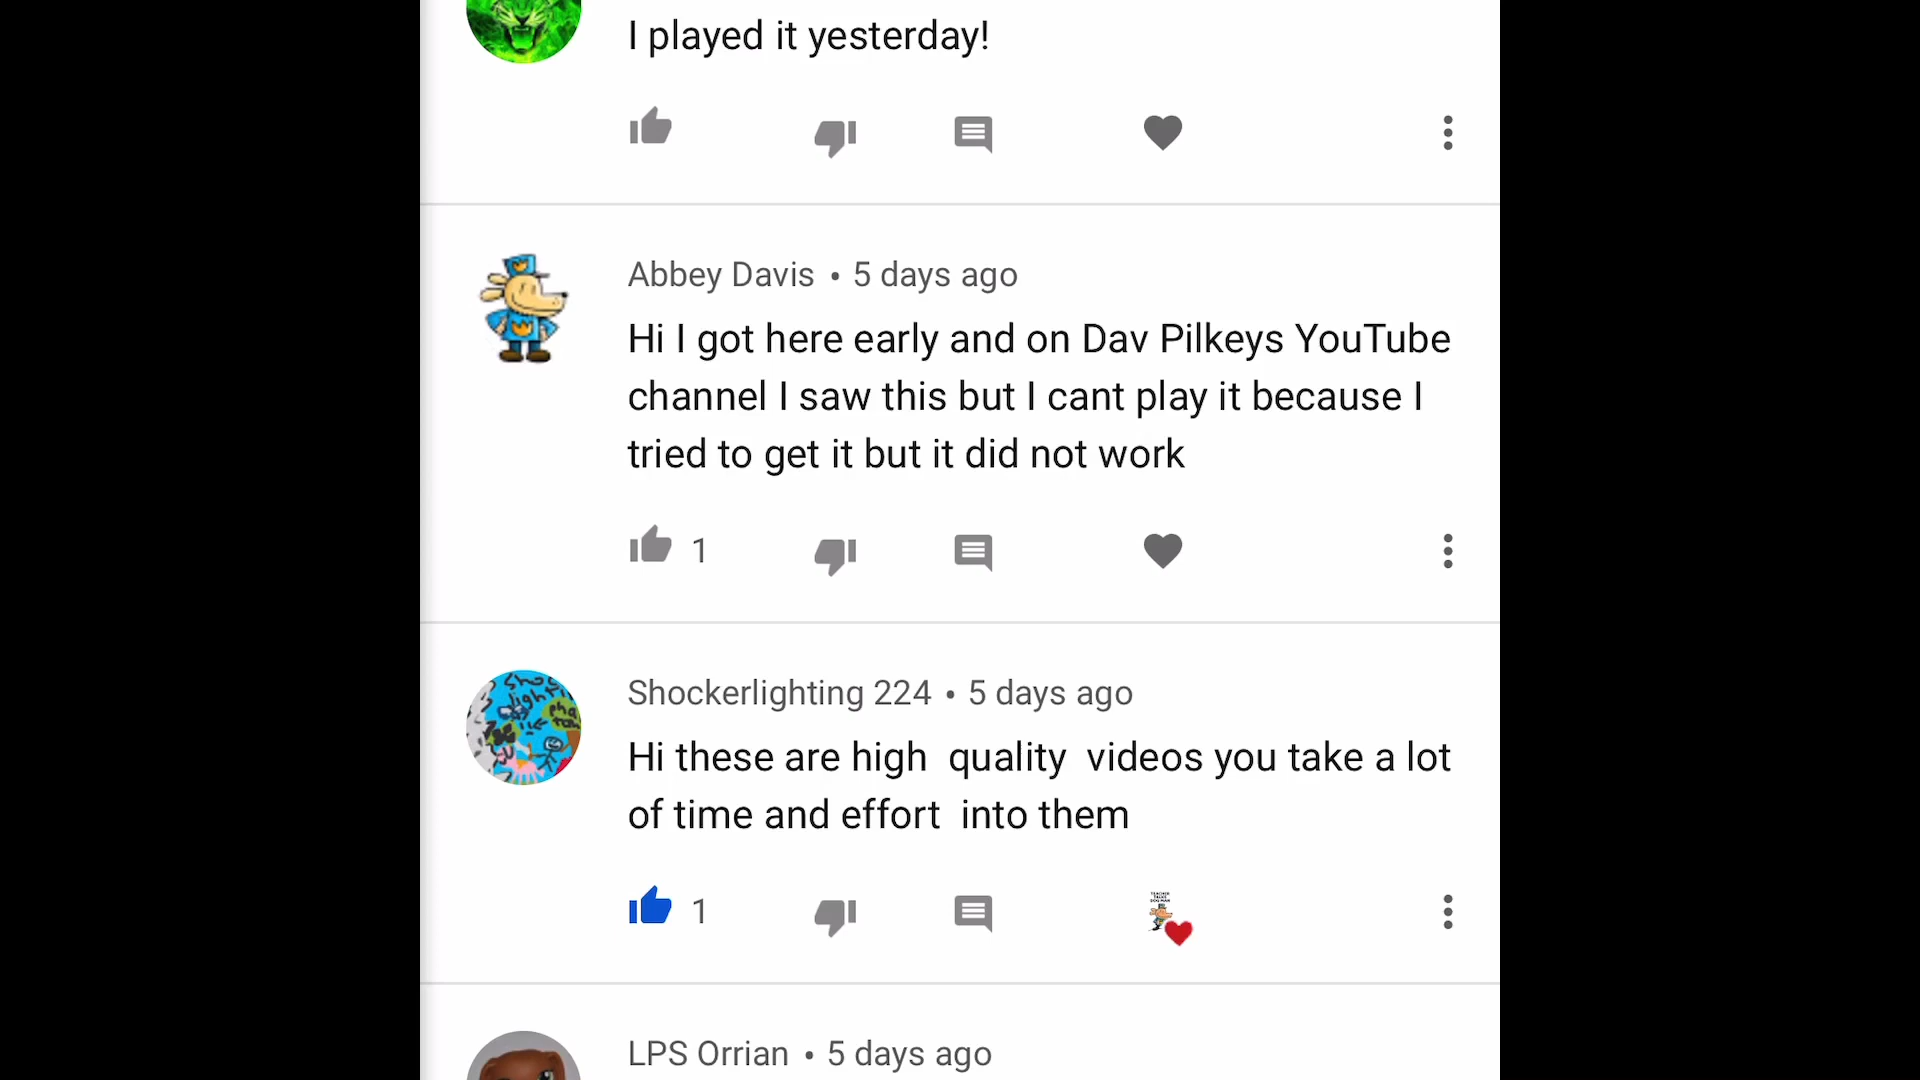 I played it yesterday!
Abbey Davis • 5 days ago
Hi I got here early and on Dav Pilkeys YouTube
channel I saw this but I cant play it because I
tried to get it but it did not work
1
Shockerlighting 224 • 5 days ago
Hi these are high  quality  videos you take a lot
of time and effort  into them
1
LPS Orrian • 5 days ago